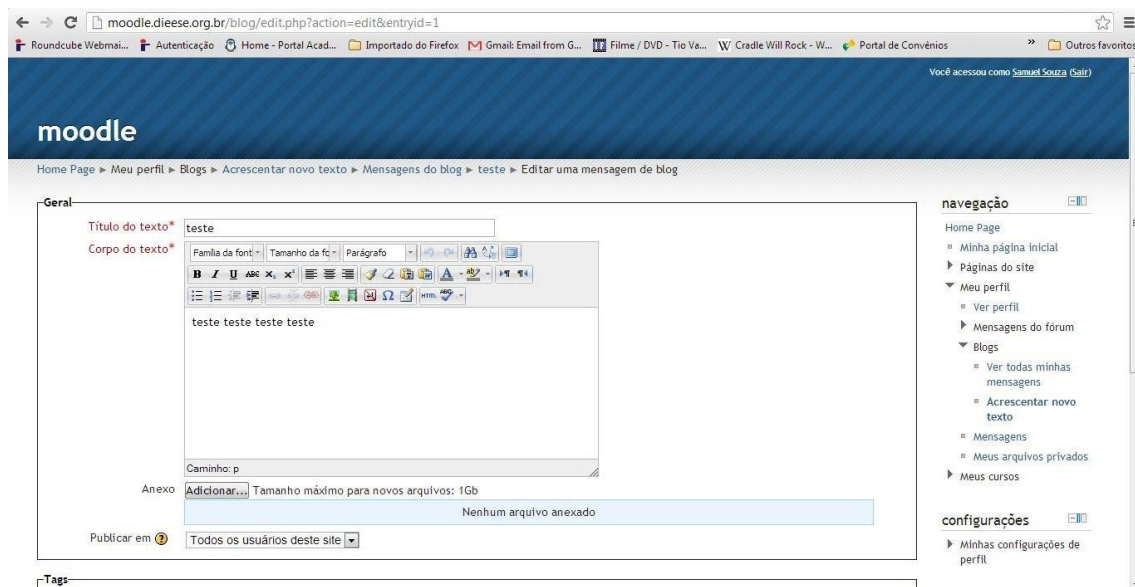 moodle.dieese.org.br/blog/edit.php?action=edit&entryid=1
Roundcube Webmai... Autenticação Home - Portal Acad... Importado do Firefox Gmail: Email from G... Filme / DVD - Tio Va... W Cradle Will Rock - W... Portal de Convênios » Outros favoritos
Você acessou como Samuel Souza (Sair)
moodle
Home Page ► Meu perfil ► Blogs ► Acrescentar novo texto ► Mensagens do blog ► teste ► Editar uma mensagem de blog
Geral
Título do texto* teste
Corpo do texto*
Família da font Tamanho da fo Parágrafo
B I U ABC x, x¹ A ab
Ω HTML ABC
teste teste teste teste
Caminho: p
Anexo Adicionar... Tamanho máximo para novos arquivos: 1Gb
Nenhum arquivo anexado
Publicar em ? Todos os usuários deste site
Tags
navegação
Home Page
Minha página inicial
Páginas do site
Meu perfil
Ver perfil
Mensagens do fórum
Blogs
Ver todas minhas
mensagens
Acrescentar novo
texto
Mensagens
Meus arquivos privados
Meus cursos
configurações
Minhas configurações de
perfil